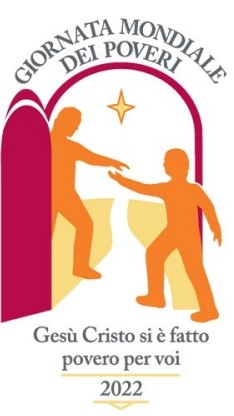 GIORNATA MONDIALE
DEI POVERI
Gesù Cristo si è fatto
povero per voi
2022